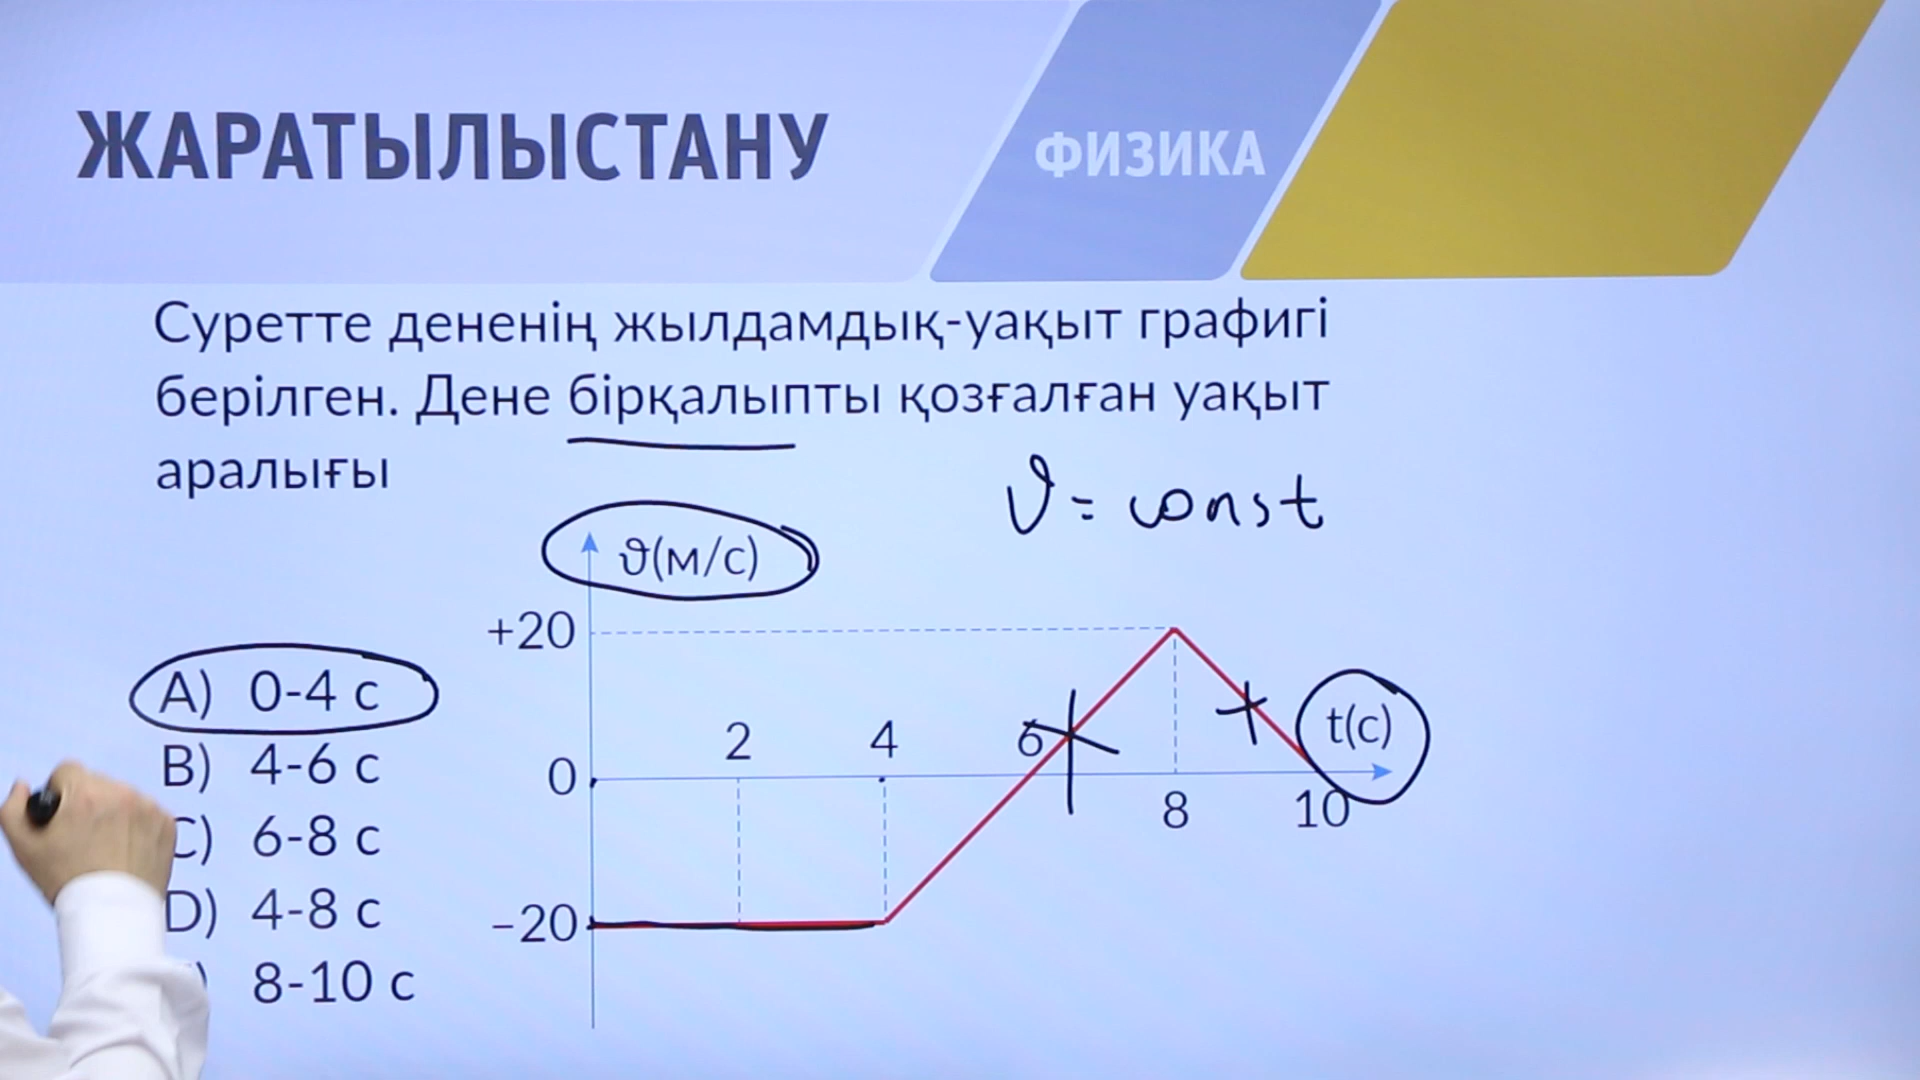 ЖАРАТЫЛЫСТАНУ
ФИЗИКА
Суретте дененің жылдамдық-уақыт графигі
берілген. Дене бірқалыпты қозғалған уақыт
аралығы
𝜗 = const
𝜗(м/с)
+20
A) 0-4 с
2
4
6
t(с)
B) 4-6 с
0
8
10
C) 6-8 с
D) 4-8 с
−20
8-10 с